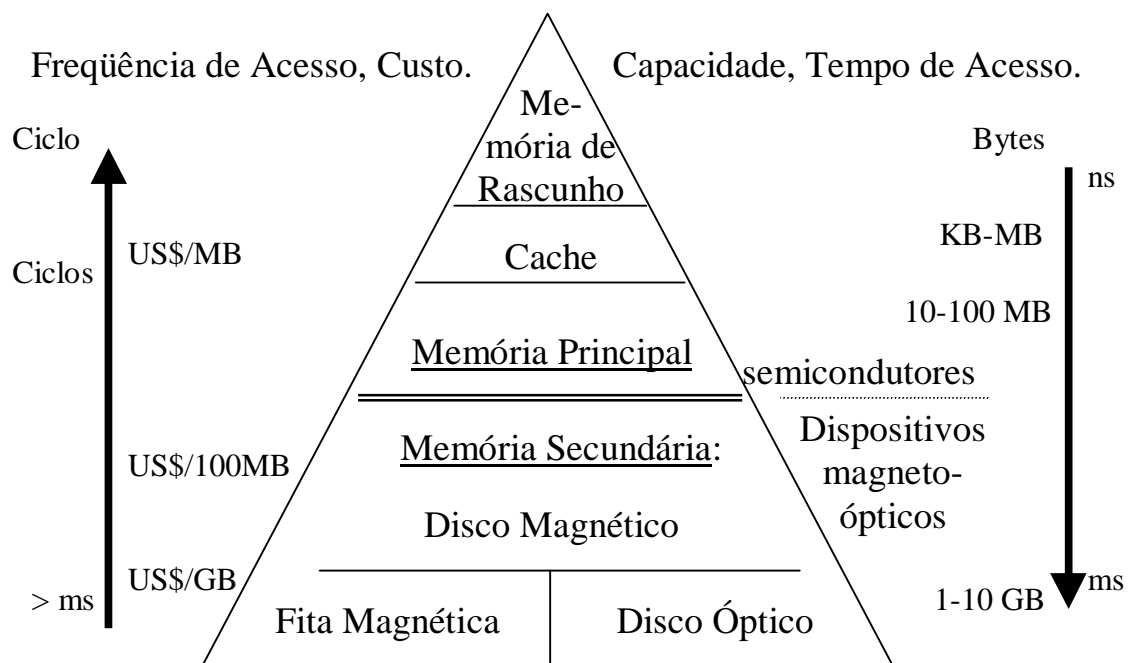 Freqüência de Acesso, Custo.
Capacidade, Tempo de Acesso.
Me-
mória de
Rascunho
Ciclo
Bytes
ns
US$/MB
KB-MB
Ciclos
Cache
10-100 MB
Memória Principal
semicondutores
Dispositivos
magneto-
ópticos
Memória Secundária:
US$/100MB
Disco Magnético
US$/GB
> ms
ms
1-10 GB
Fita Magnética
Disco Óptico